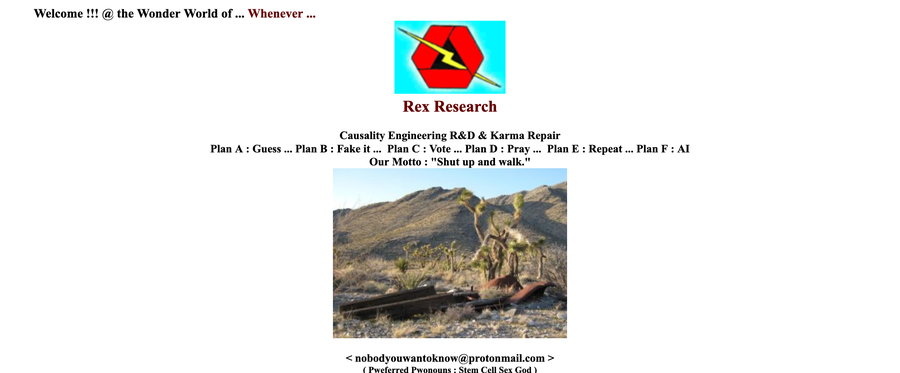 Welcome !!! @ the Wonder World of ... Whenever ...
Rex Research
Causality Engineering R&D & Karma Repair
Plan A : Guess ... Plan B : Fake it ... Plan C : Vote ... Plan D : Pray ... Plan E : Repeat ... Plan F : AI
Our Motto : "Shut up and walk."
< nobodyyouwantoknow@protonmail.com >
( Pweferred Pwonouns : Stem Cell Sex God )